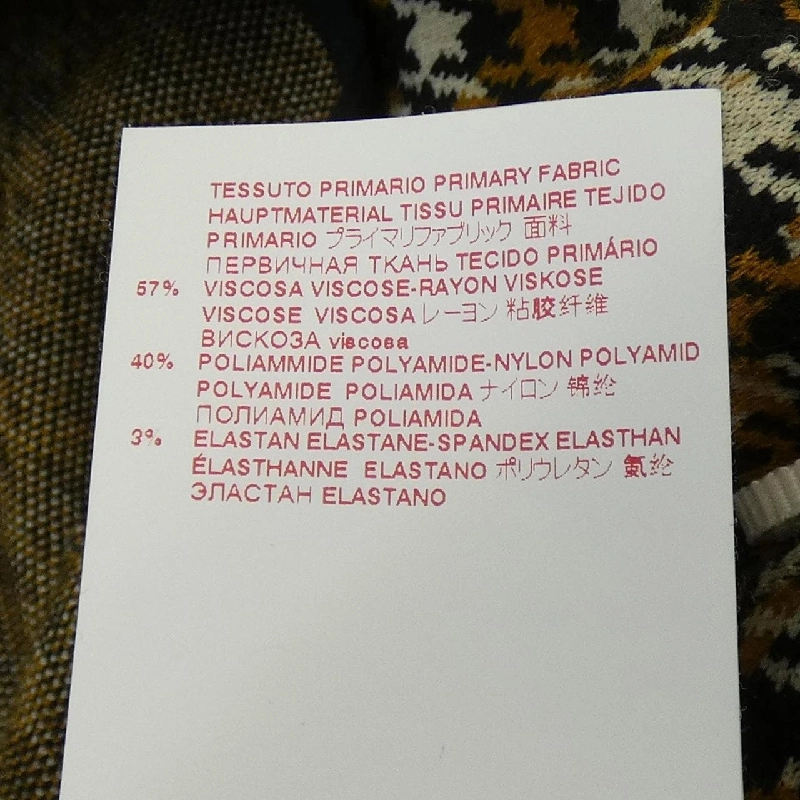 TESSUTO PRIMARIO PRIMARY FABRIC
HAUPTMATERIAL TISSU PRIMAIRE TEJIDO
PRIMARIO プライマリファブリック 面料
ПЕРВИЧНАЯ ТКАНЬ TECIDO PRIMÁRIO
57% VISCOSA VISCOSE-RAYON VISKOSE
VISCOSE VISCOSA レーヨン 粘胶纤维
ВИСКОЗА viscosa
40% POLIAMMIDE POLYAMIDE-NYLON POLYAMID
POLYAMIDE POLIAMIDA ナイロン 锦纶
ПОЛИАМИД POLIAMIDA
3% ELASTAN ELASTANE-SPANDEX ELASTHAN
ÉLASTHANNE ELASTANO ポリウレタン 氨纶
ЭЛАСТАН ELASTANO